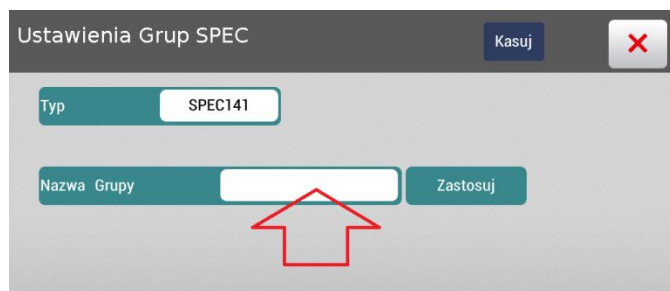 Ustawienia Grup SPEC
Kasuj
Typ SPEC141
Nazwa Grupy
Zastosuj